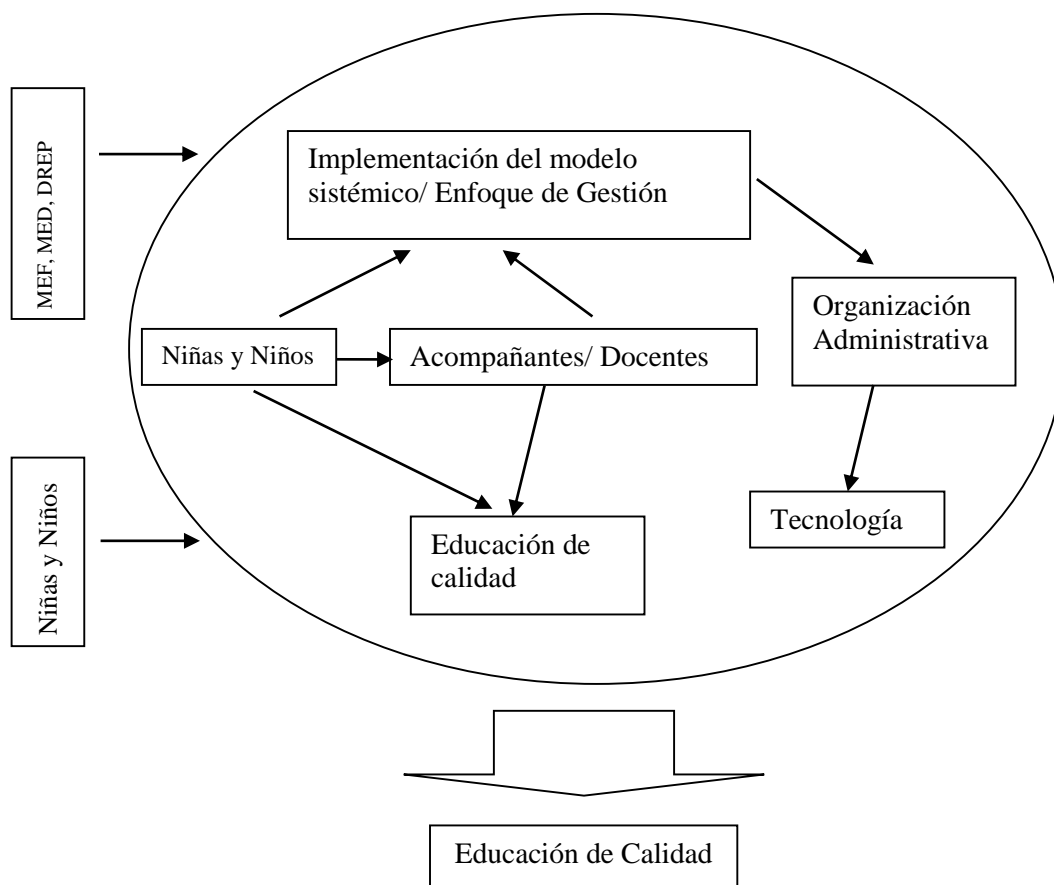 MEF, MED, DREP
Implementación del modelo
sistémico/ Enfoque de Gestión
Organización
Administrativa
Niñas y Niños
Acompañantes/ Docentes
Niñas y Niños
Tecnología
Educación de
calidad
Educación de Calidad